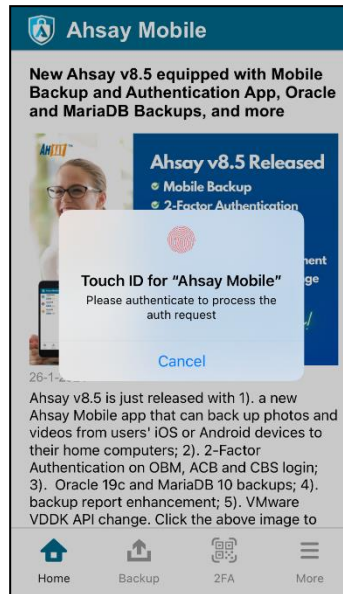 Ahsay Mobile
New Ahsay v8.5 equipped with Mobile
Backup and Authentication App, Oracle
and MariaDB Backups, and more
Ahsay v8.5 Released
Mobile Backup
2-Factor Authentication
Touch ID for “Ahsay Mobile”
Please authenticate to process the
auth request
Cancel
26-1-2
Ahsay v8.5 is just released with 1). a new
Ahsay Mobile app that can back up photos and
videos from users' iOS or Android devices to
their home computers; 2). 2-Factor
Authentication on OBM, ACB and CBS login;
3). Oracle 19c and MariaDB 10 backups; 4).
backup report enhancement; 5). VMware
VDDK API change. Click the above image to
Home Backup 2FA More